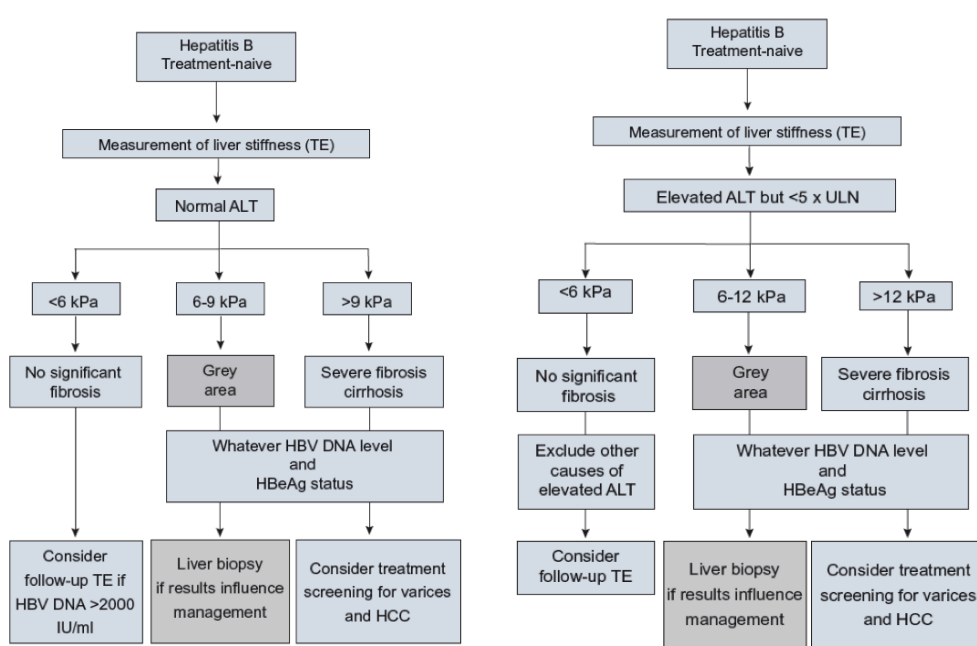 Hepatitis B
Treatment-naive
Measurement of liver stiffness (TE)
Normal ALT
<6 kPa
6-9 kPa
>9 kPa
No significant
fibrosis
Grey
area
Severe fibrosis
cirrhosis
Whatever HBV DNA level
and
HBeAg status
Consider
follow-up TE if
HBV DNA >2000
IU/ml
Liver biopsy
if results influence
management
Consider treatment
screening for varices
and HCC
Hepatitis B
Treatment-naive
Measurement of liver stiffness (TE)
Elevated ALT but <5 x ULN
<6 kPa
6-12 kPa
>12 kPa
No significant
fibrosis
Grey
area
Severe fibrosis
cirrhosis
Exclude other
causes of
elevated ALT
Whatever HBV DNA level
and
HBeAg status
Consider
follow-up TE
Liver biopsy
if results influence
management
Consider treatment
screening for varices
and HCC